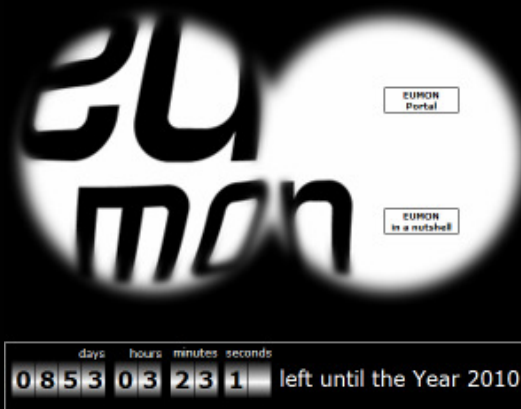 eu
mon
EUMON
Portal
EUMON
in a nutshell
days hours minutes seconds
0853 03 23 1 left until the Year 2010